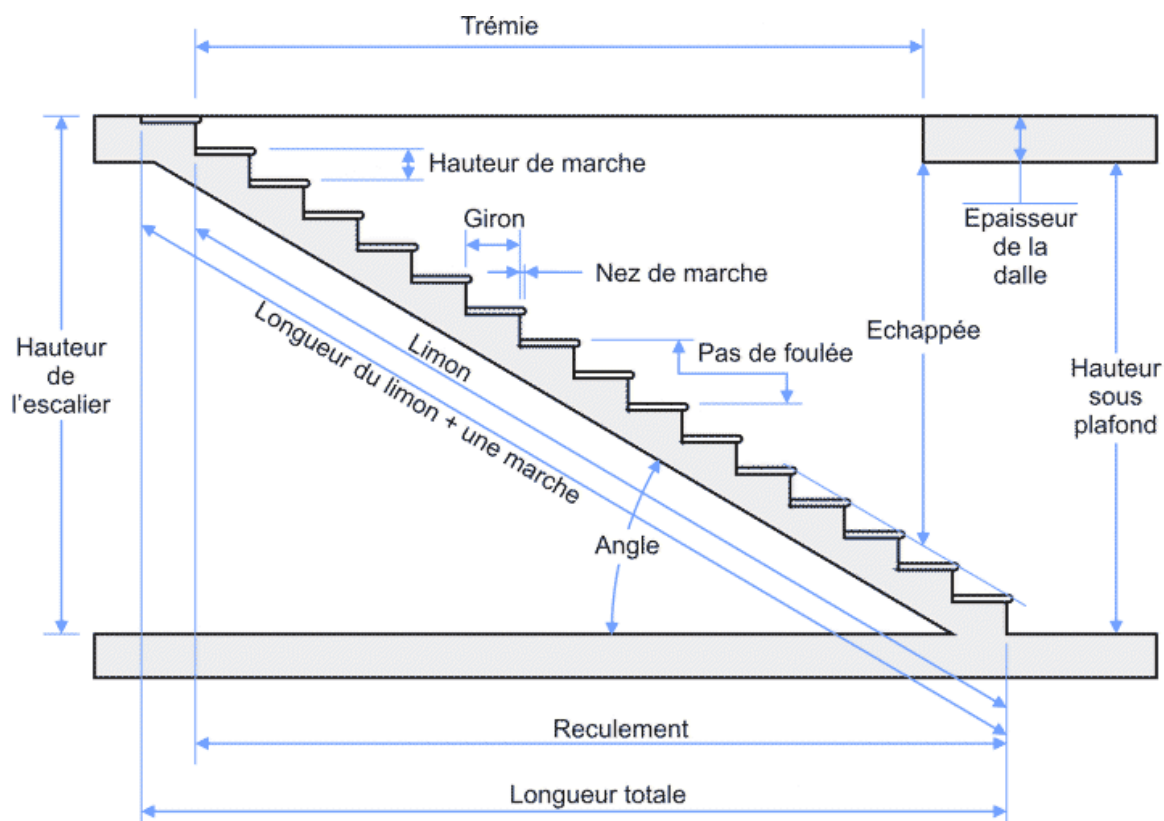 Trémie
Hauteur de marche
Giron
Nez de marche
Epaisseur
de la
dalle
Echappée
Pas de foulée
Hauteur
de
l’escalier
Hauteur
sous
plafond
Limon
Longueur du limon + une marche
Angle
Reculement
Longueur totale